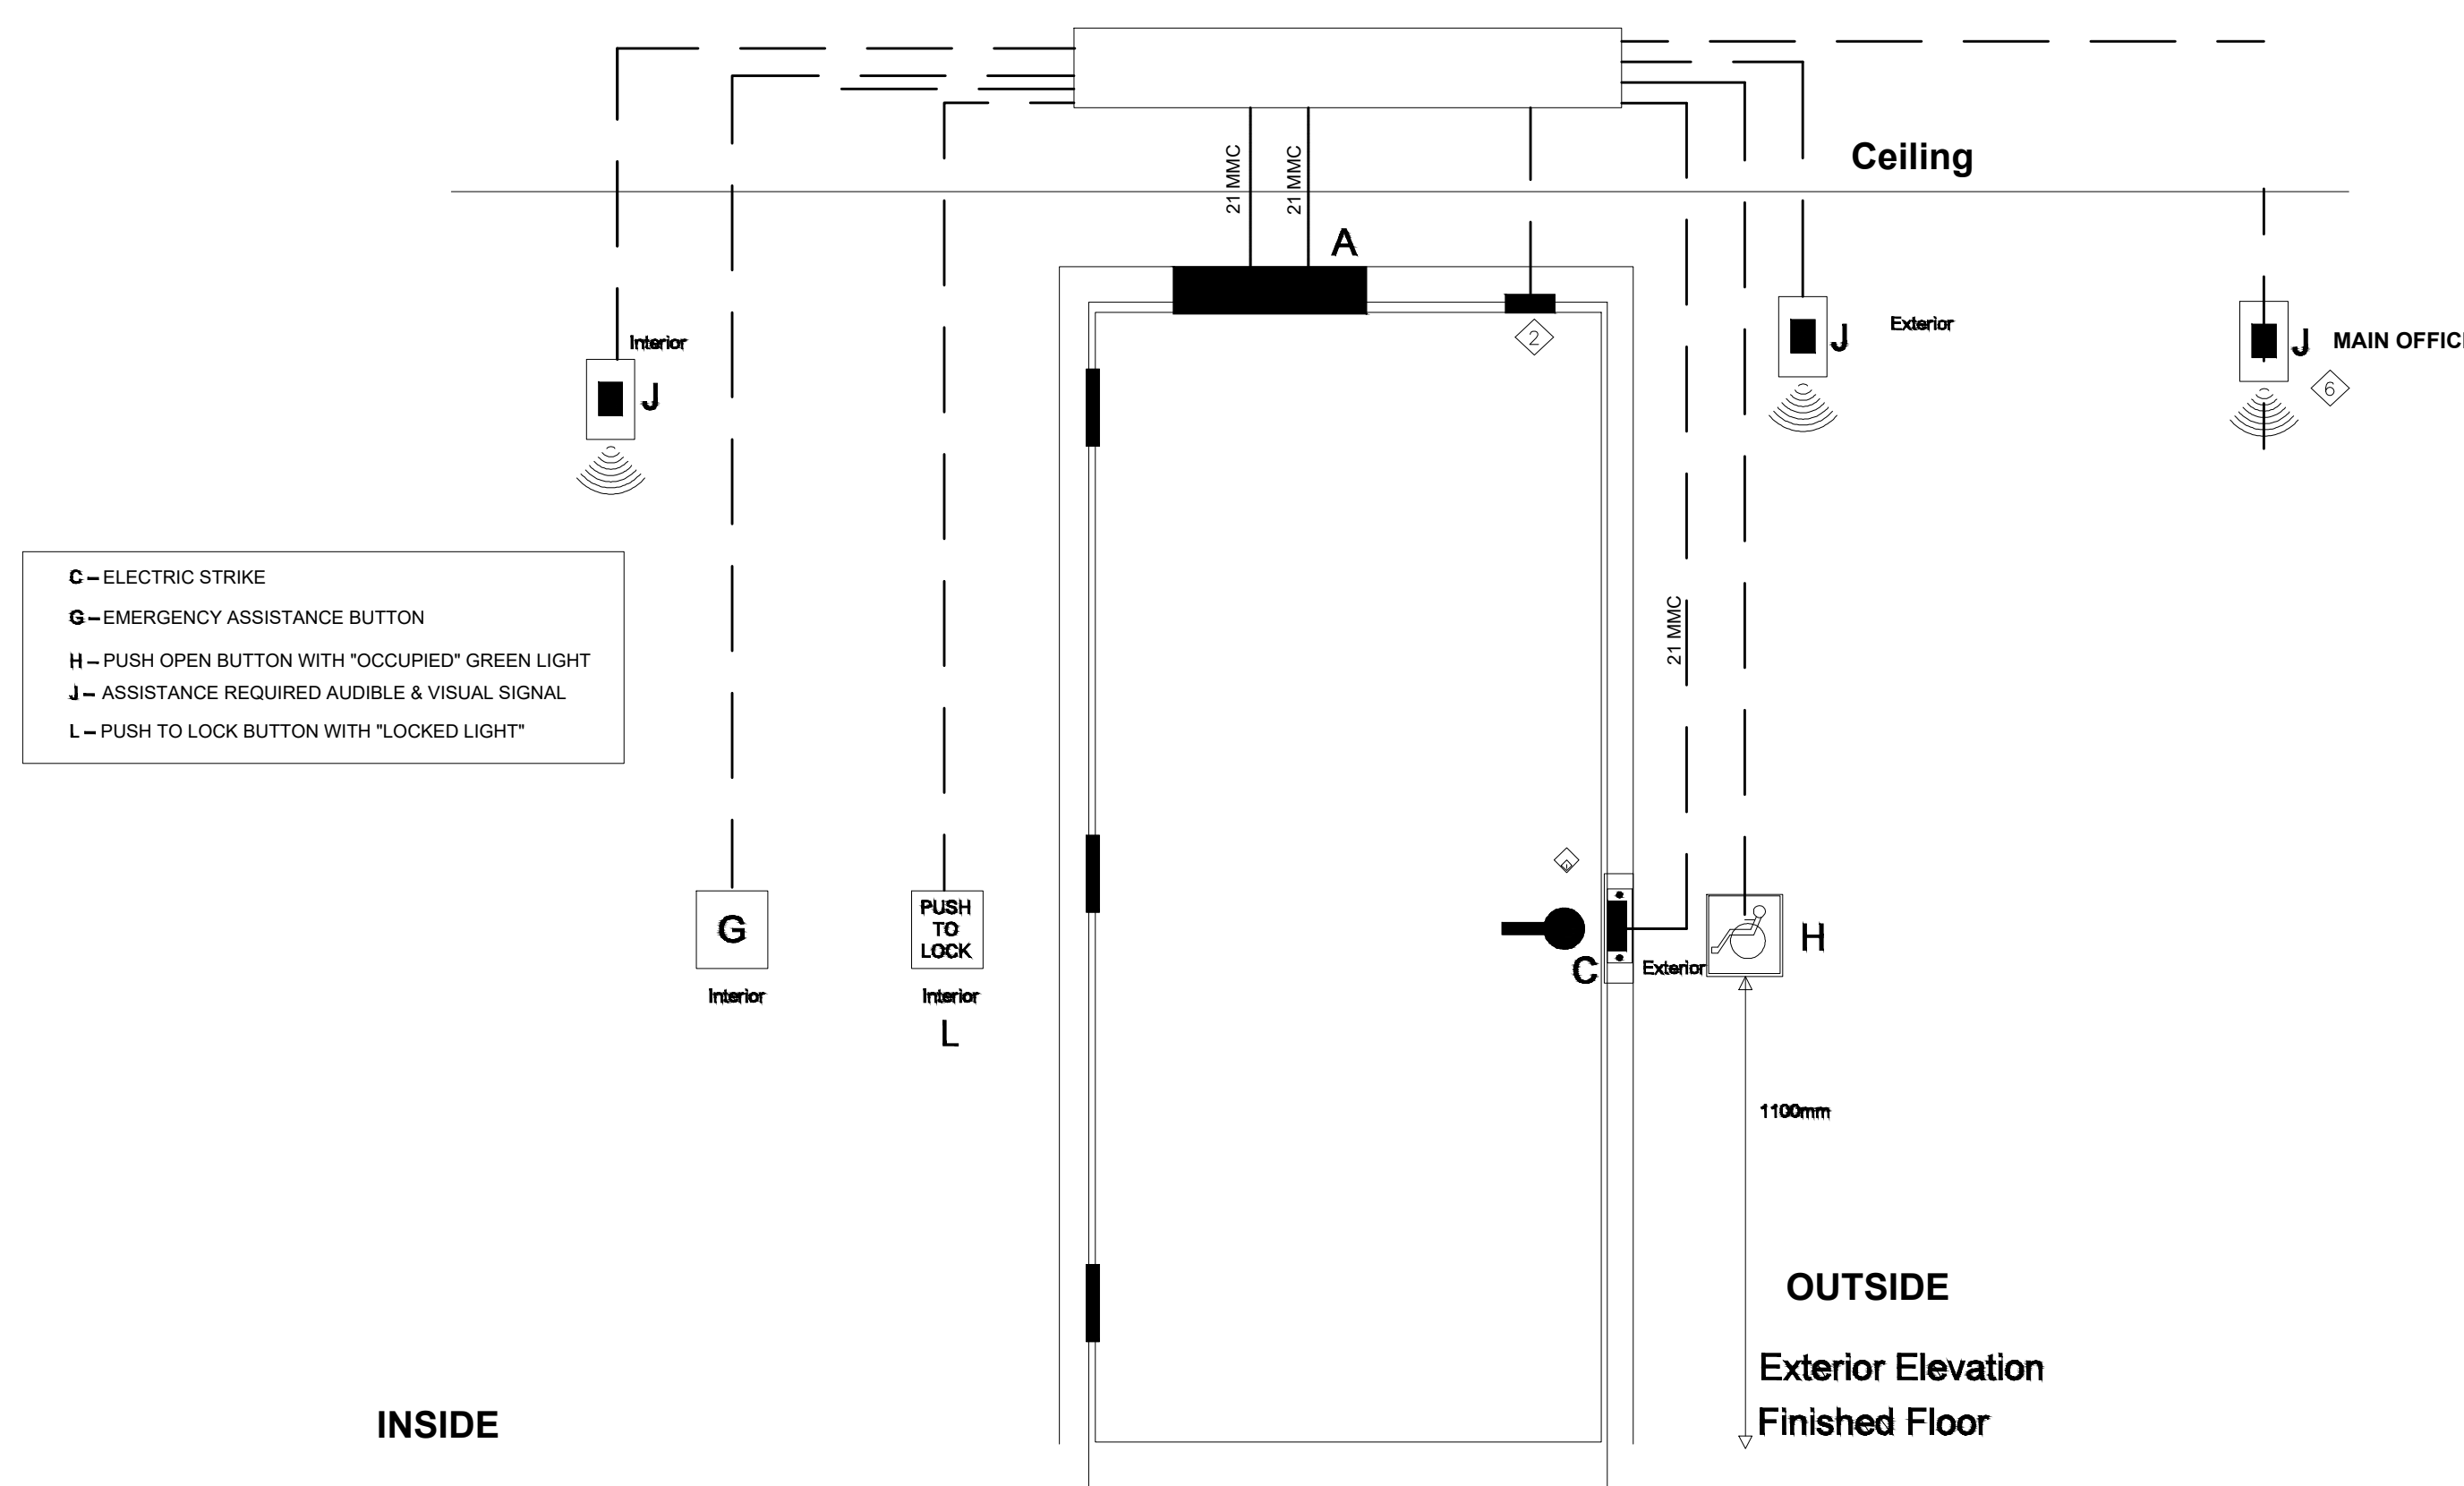 Ceiling
21 MMC
21 MMC
A
Interior
J
2
J
Exterior
J
MAIN OFFIC
6
C – ELECTRIC STRIKE
G – EMERGENCY ASSISTANCE BUTTON
H – PUSH OPEN BUTTON WITH "OCCUPIED" GREEN LIGHT
J – ASSISTANCE REQUIRED AUDIBLE & VISUAL SIGNAL
L – PUSH TO LOCK BUTTON WITH "LOCKED LIGHT"
21 MMC
G
Interior
PUSH
TO
LOCK
Interior
L
C
Exterior
H
1100mm
OUTSIDE
Exterior Elevation
Finished Floor
INSIDE